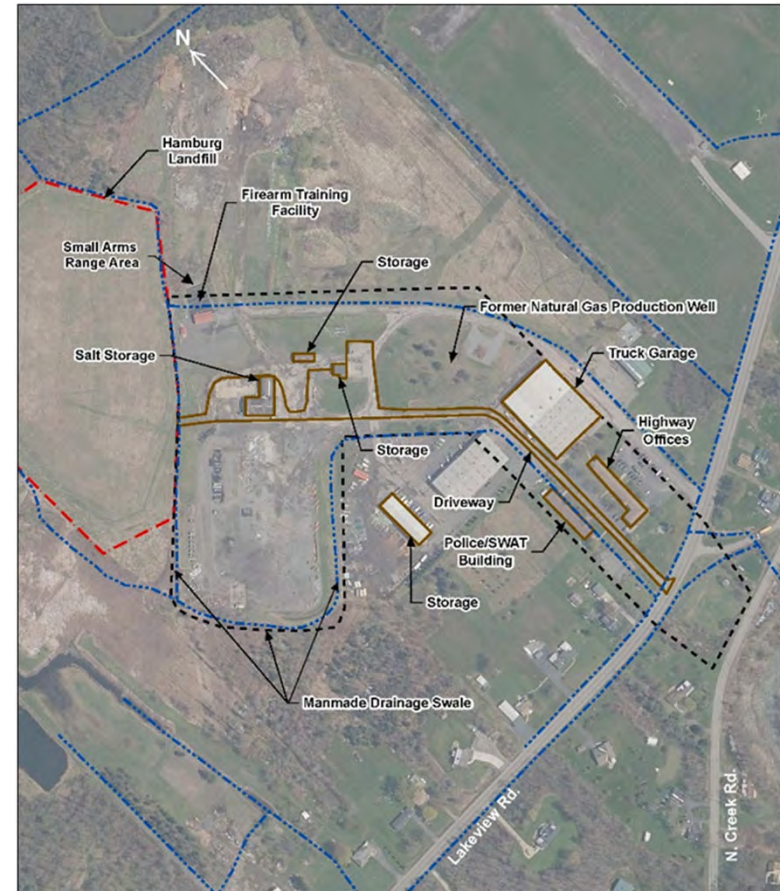 N
Hamburg
Landfill
Firearm Training
Facility
Small Arms
Range Area
Storage
Former Natural Gas Production Well
Salt Storage
Truck Garage
Highway
Offices
Storage
Driveway
Police/SWAT
Building
Storage
Manmade Drainage Swale
Lakeview Rd.
N. Creek Rd.